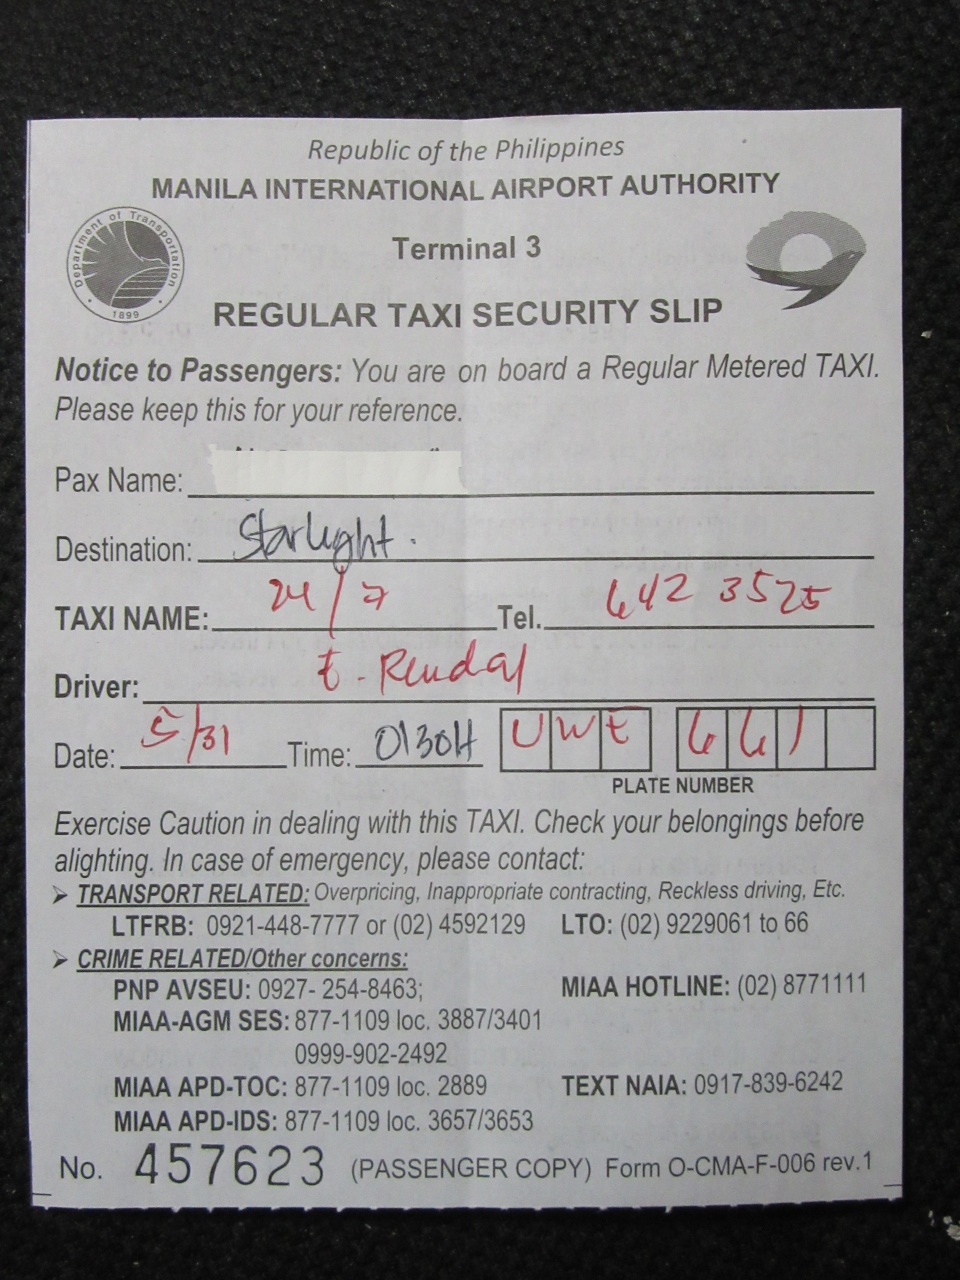 Republic of the Philippines
MANILA INTERNATIONAL AIRPORT AUTHORITY
Department of Transportation
1899
Terminal 3
REGULAR TAXI SECURITY SLIP
Notice to Passengers: You are on board a Regular Metered TAXI.
Please keep this for your reference.
Pax Name:
Destination: Starlight.
TAXI NAME: 24/7 Tel. 642 3525
Driver: E. Rendal
Date: 5/31 Time: 0130H UWE 661
PLATE NUMBER
Exercise Caution in dealing with this TAXI. Check your belongings before
alighting. In case of emergency, please contact:
➢ TRANSPORT RELATED: Overpricing, Inappropriate contracting, Reckless driving, Etc.
LTFRB: 0921-448-7777 or (02) 4592129 LTO: (02) 9229061 to 66
➢ CRIME RELATED/Other concerns:
PNP AVSEU: 0927- 254-8463; MIAA HOTLINE: (02) 8771111
MIAA-AGM SES: 877-1109 loc. 3887/3401
0999-902-2492
MIAA APD-TOC: 877-1109 loc. 2889 TEXT NAIA: 0917-839-6242
MIAA APD-IDS: 877-1109 loc. 3657/3653
No. 457623 (PASSENGER COPY) Form O-CMA-F-006 rev.1